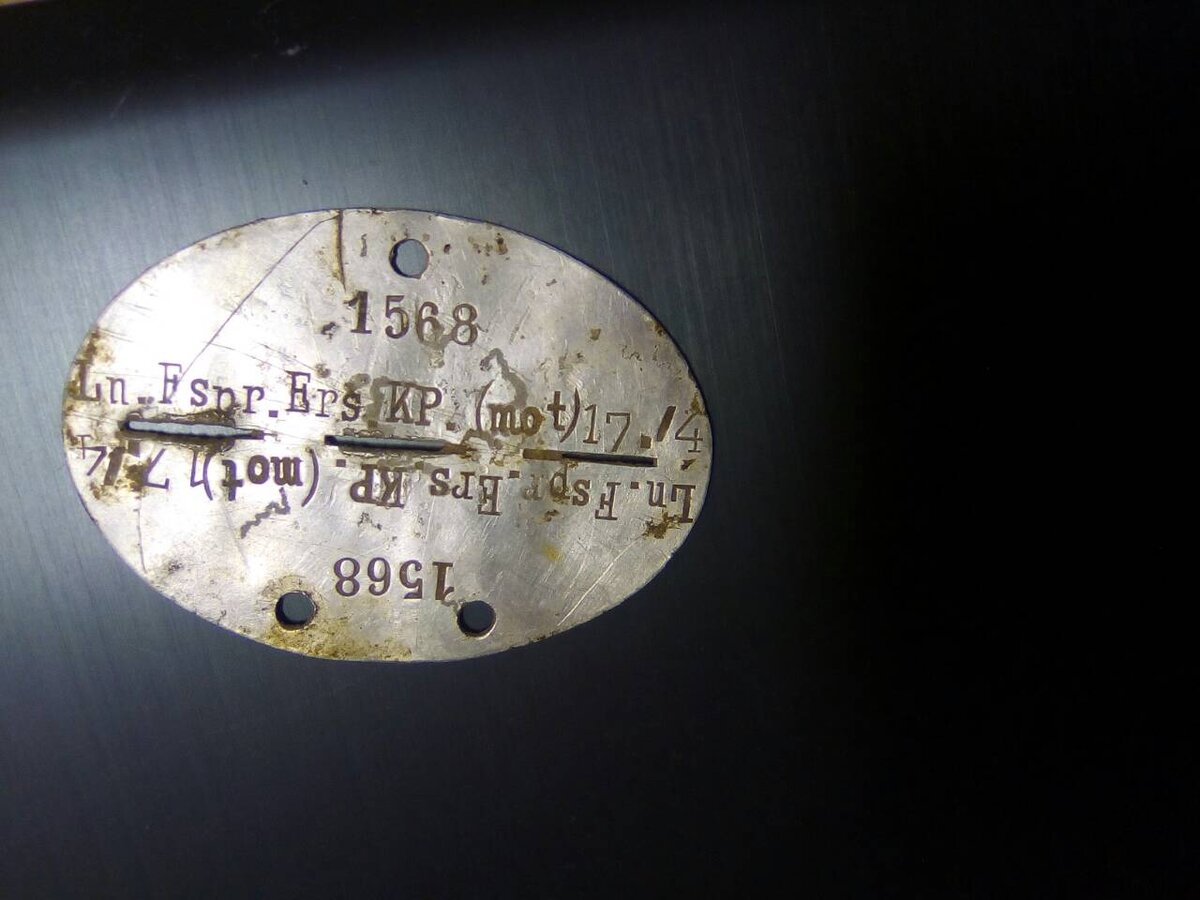 1568
Ln.Fspr.Ers KP.(mot)17./4
Ln.Fspr.Ers.KP.(mot)17./4
1568